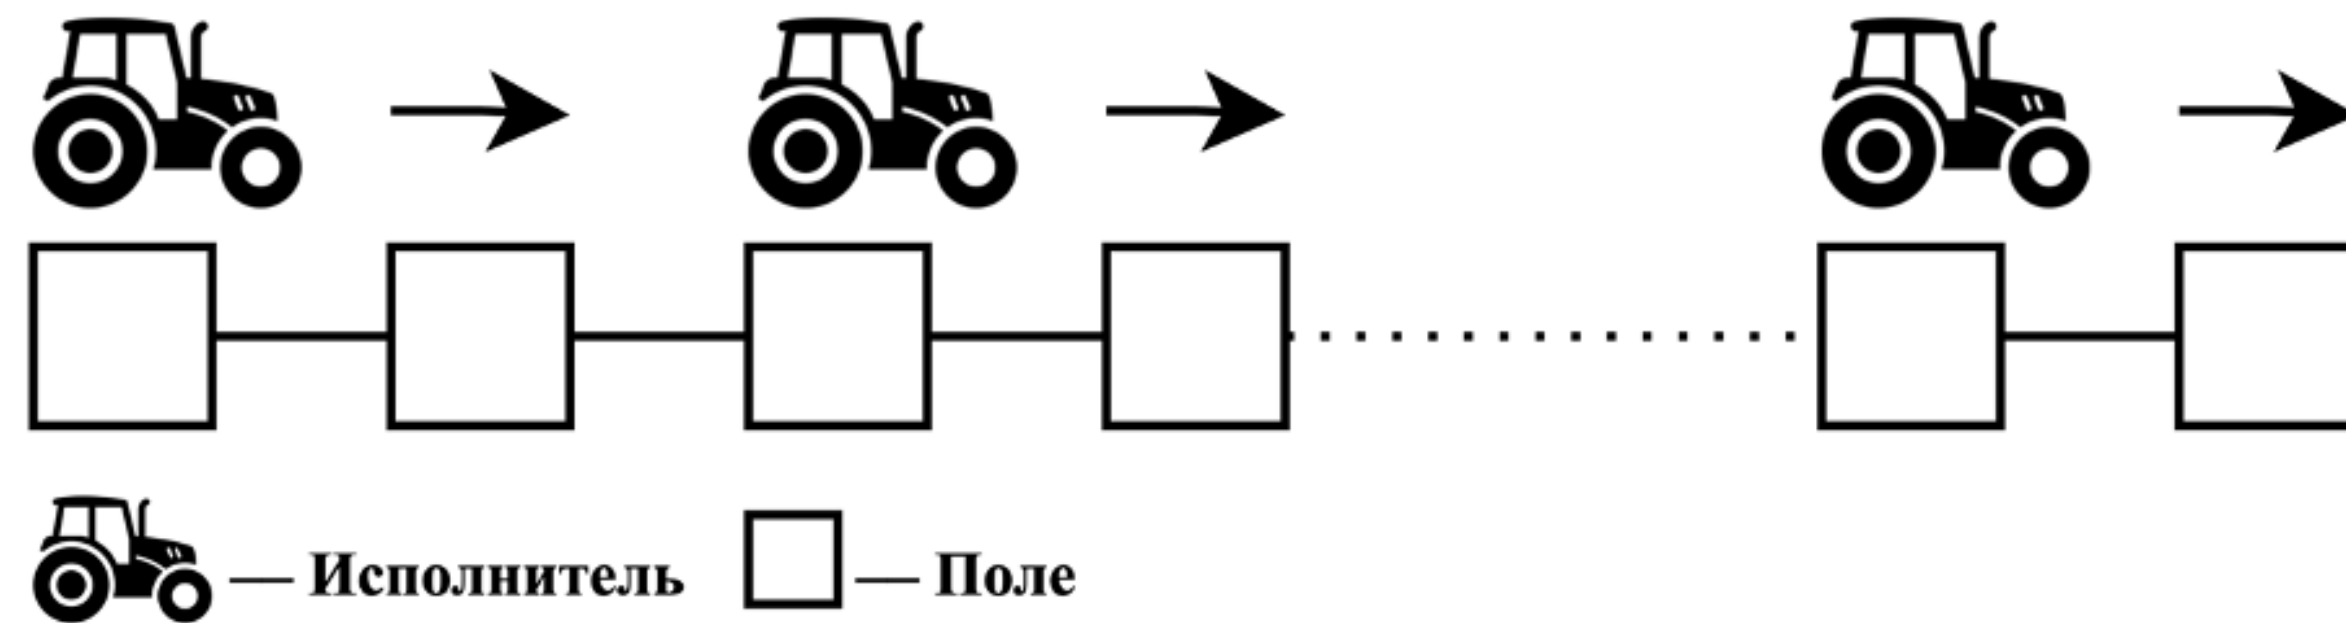 — Исполнитель — Поле